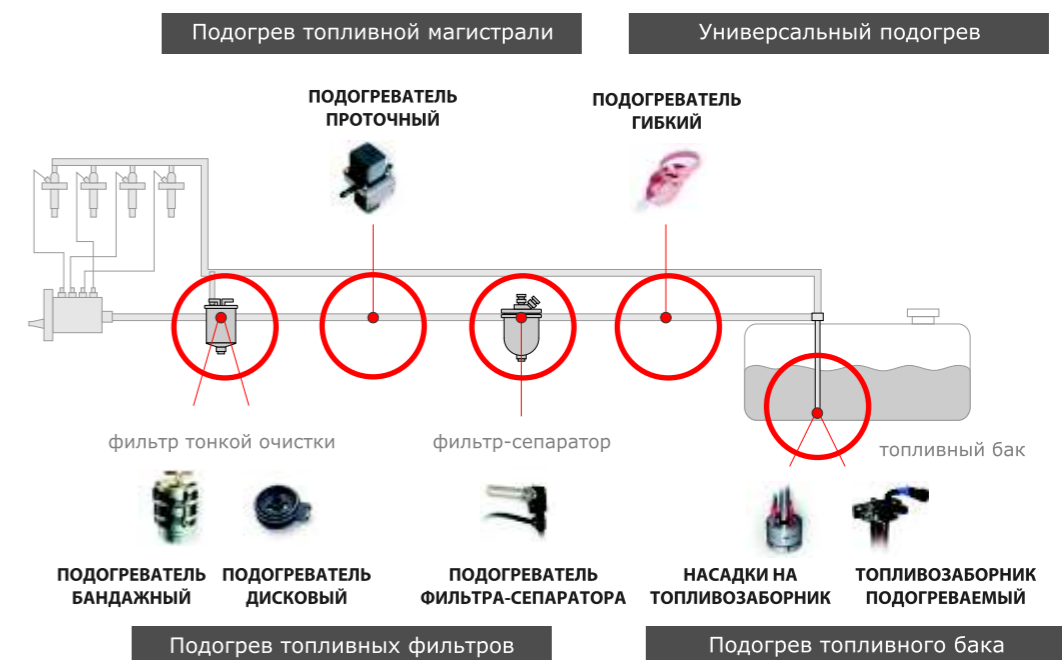 Подогрев топливной магистрали
Универсальный подогрев
ПОДОГРЕВАТЕЛЬ
ПРОТОЧНЫЙ
ПОДОГРЕВАТЕЛЬ
ГИБКИЙ
фильтр тонкой очистки
фильтр-сепаратор
топливный бак
ПОДОГРЕВАТЕЛЬ
БАНДАЖНЫЙ
ПОДОГРЕВАТЕЛЬ
ДИСКОВЫЙ
ПОДОГРЕВАТЕЛЬ
ФИЛЬТРА-СЕПАРАТОРА
НАСАДКИ НА
ТОПЛИВОЗАБОРНИК
ТОПЛИВОЗАБОРНИК
ПОДОГРЕВАЕМЫЙ
Подогрев топливных фильтров
Подогрев топливного бака